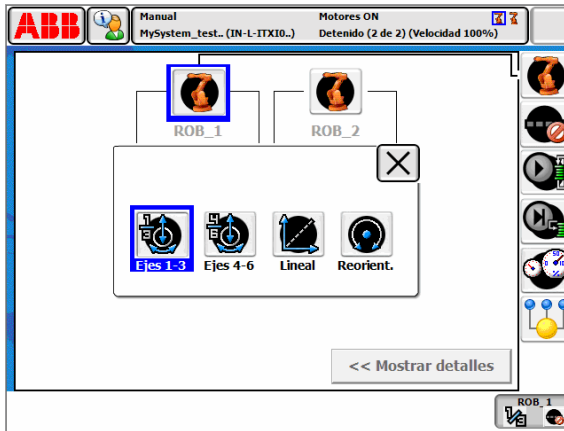 ABB
Manual
MySystem_test.. (IN-L-ITXI0..)
Motores ON
Detenido (2 de 2) (Velocidad 100%)
ROB_1
ROB_2
Ejes 1-3
Ejes 4-6
Lineal
Reorient.
<< Mostrar detalles
ROB_1